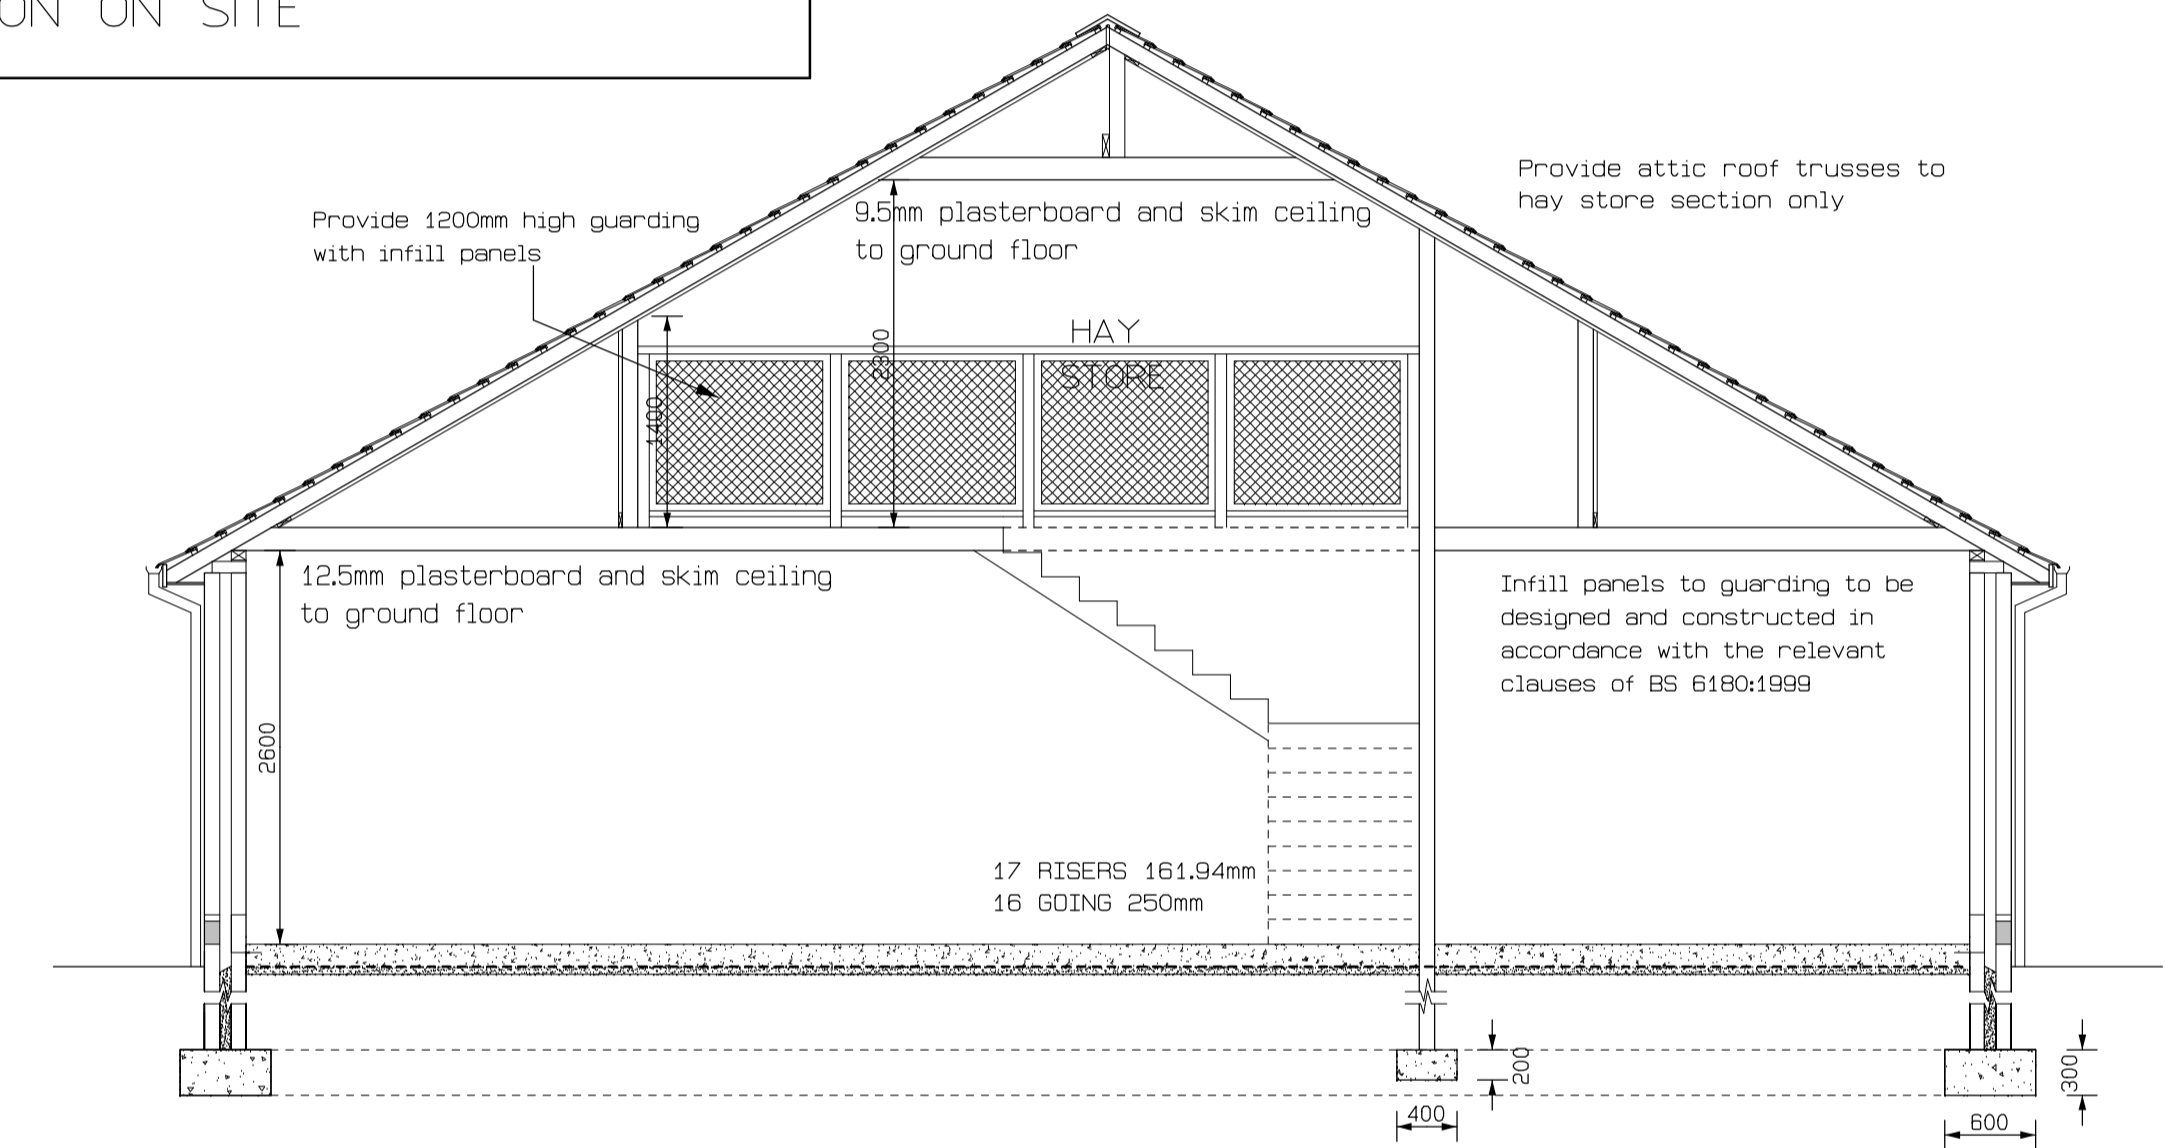 ON ON SITE
Provide attic roof trusses to
hay store section only
Provide 1200mm high guarding
with infill panels
9.5mm plasterboard and skim ceiling
to ground floor
HAY
STORE
2300
1400
12.5mm plasterboard and skim ceiling
to ground floor
Infill panels to guarding to be
designed and constructed in
accordance with the relevant
clauses of BS 6180:1999
2600
17 RISERS 161.94mm
16 GOING 250mm
200
300
400
600